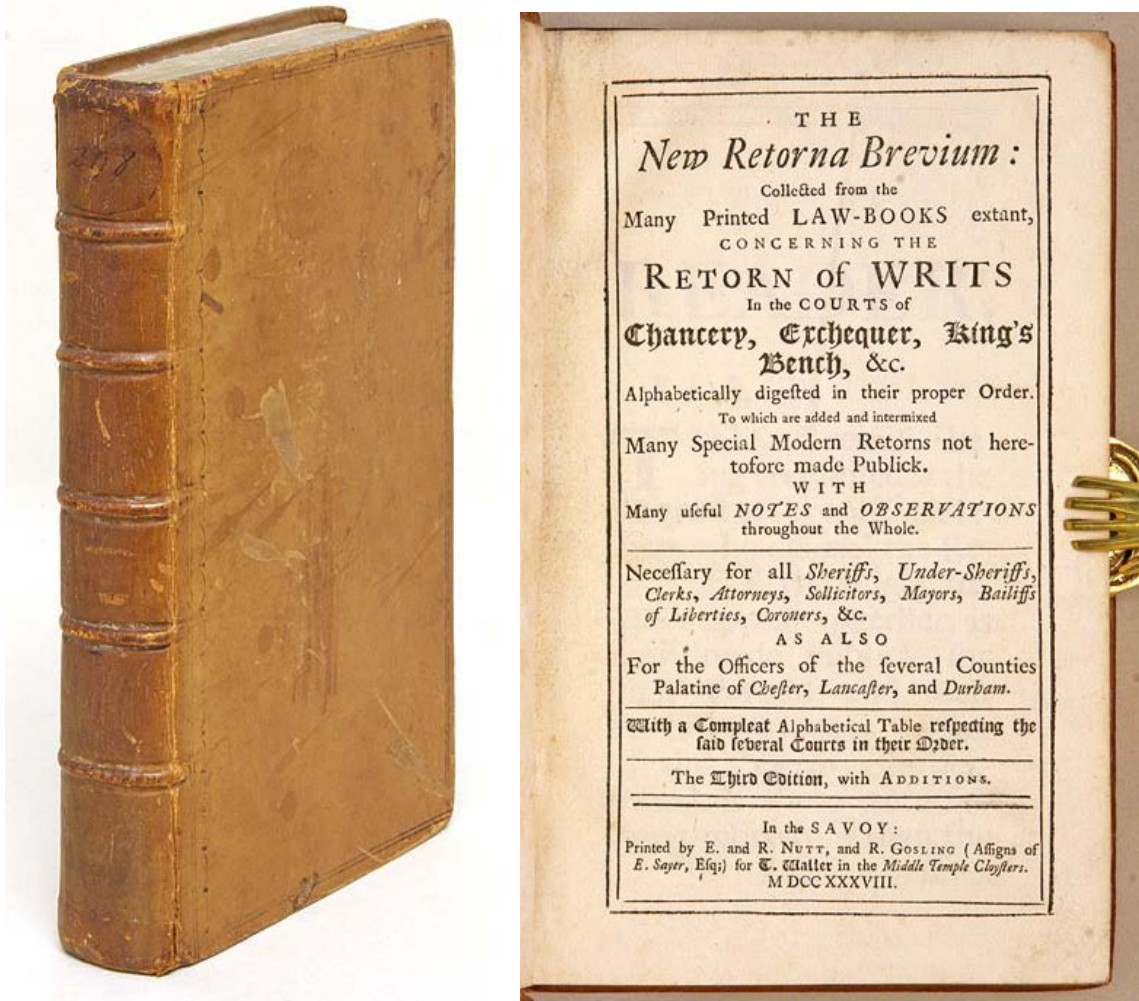 298
THE
New Retorna Brevium :
Collected from the
Many Printed LAW-BOOKS extant,
CONCERNING THE
RETORN of WRITS
In the COURTS of
Chancery, Exchequer, King's
Bench, &c.
Alphabetically digeſted in their proper Order.
To which are added and intermixed
Many Special Modern Retorns not here-
tofore made Publick.
WITH
Many uſeful NOTES and OBSERVATIONS
throughout the Whole.
Neceſſary for all Sheriffs, Under-Sheriffs,
Clerks, Attorneys, Sollicitors, Mayors, Bailiffs
of Liberties, Coroners, &c.
AS ALSO
For the Officers of the ſeveral Counties
Palatine of Cheſter, Lancaſter, and Durham.
With a Compleat Alphabetical Table reſpecting the
ſaid ſeveral Courts in their Order.
The Third Edition, with ADDITIONS.
In the SAVOY:
Printed by E. and R. NUTT, and R. GOSLING (Aſſigns of
E. Sayer, Eſq;) for T. Waller in the Middle Temple Cloyſters.
M DCC XXXVIII.